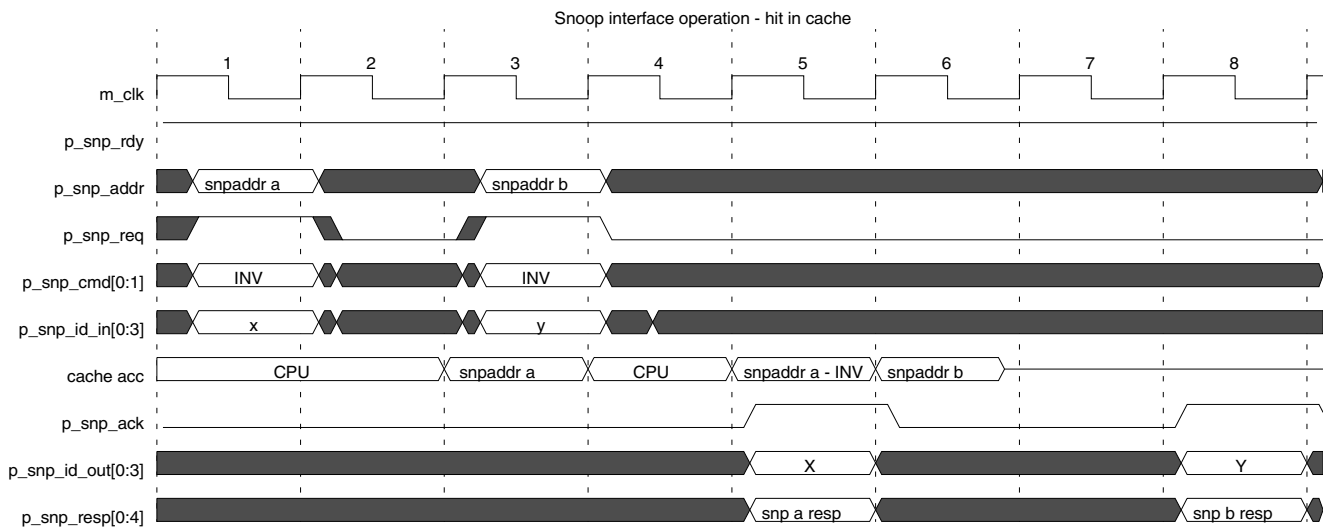 Snoop interface operation - hit in cache
1 2 3 4 5 6 7 8
m_clk
p_snp_rdy
p_snp_addr snpaddr a snpaddr b
p_snp_req
p_snp_cmd[0:1] INV INV
p_snp_id_in[0:3] x y
cache acc CPU snpaddr a CPU snpaddr a - INV snpaddr b
p_snp_ack
p_snp_id_out[0:3] X Y
p_snp_resp[0:4] snp a resp snp b resp